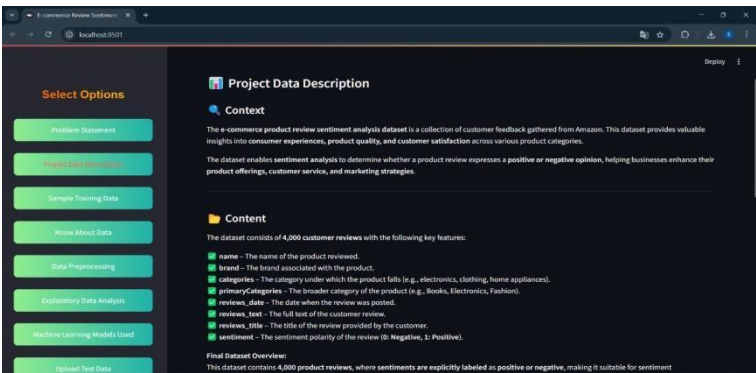 E-commerce Review Sentiment
localhost:8501
Deploy
Select Options
Problem Statement
Project Data Description
Sample Training Data
Know About Data
Data Preprocessing
Exploratory Data Analysis
Machine Learning Models Used
Upload Test Data
Project Data Description
Context
The e-commerce product review sentiment analysis dataset is a collection of customer feedback gathered from Amazon. This dataset provides valuable
insights into consumer experiences, product quality, and customer satisfaction across various product categories.
The dataset enables sentiment analysis to determine whether a product review expresses a positive or negative opinion, helping businesses enhance their
product offerings, customer service, and marketing strategies.
Content
The dataset consists of 4,000 customer reviews with the following key features:
name – The name of the product reviewed.
brand – The brand associated with the product.
categories – The category under which the product falls (e.g., electronics, clothing, home appliances).
primaryCategories – The broader category of the product (e.g., Books, Electronics, Fashion).
reviews_date – The date when the review was posted.
reviews_text – The full text of the customer review.
reviews_title – The title of the review provided by the customer.
sentiment – The sentiment polarity of the review (0: Negative, 1: Positive).
Final Dataset Overview:
This dataset contains 4,000 product reviews, where sentiments are explicitly labeled as positive or negative, making it suitable for sentiment